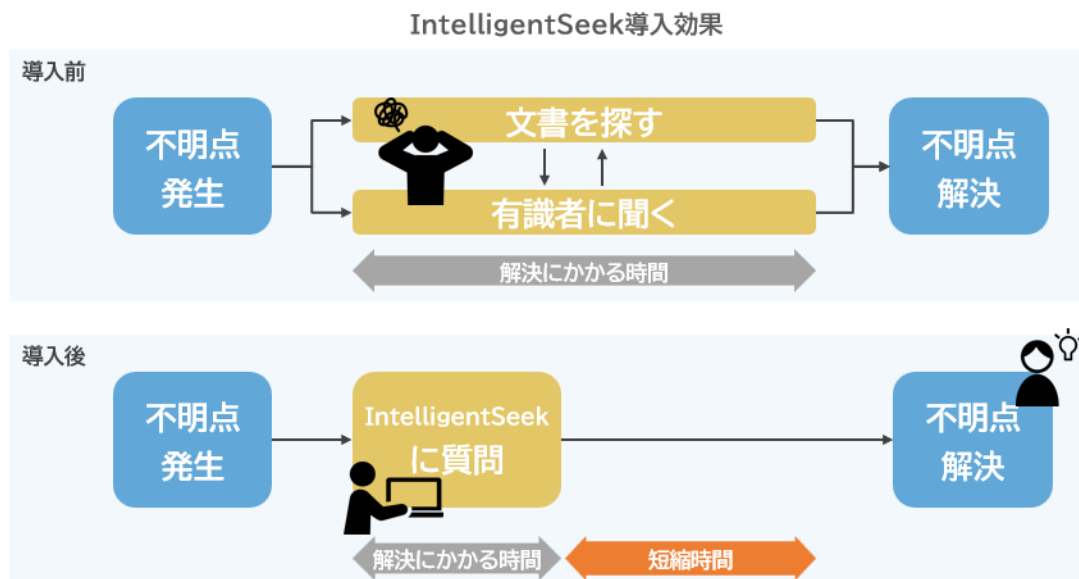 IntelligentSeek導入効果
導入前
不明点
発生
文書を探す
有識者に聞く
不明点
解決
解決にかかる時間
導入後
不明点
発生
IntelligentSeek
に質問
不明点
解決
解決にかかる時間
短縮時間